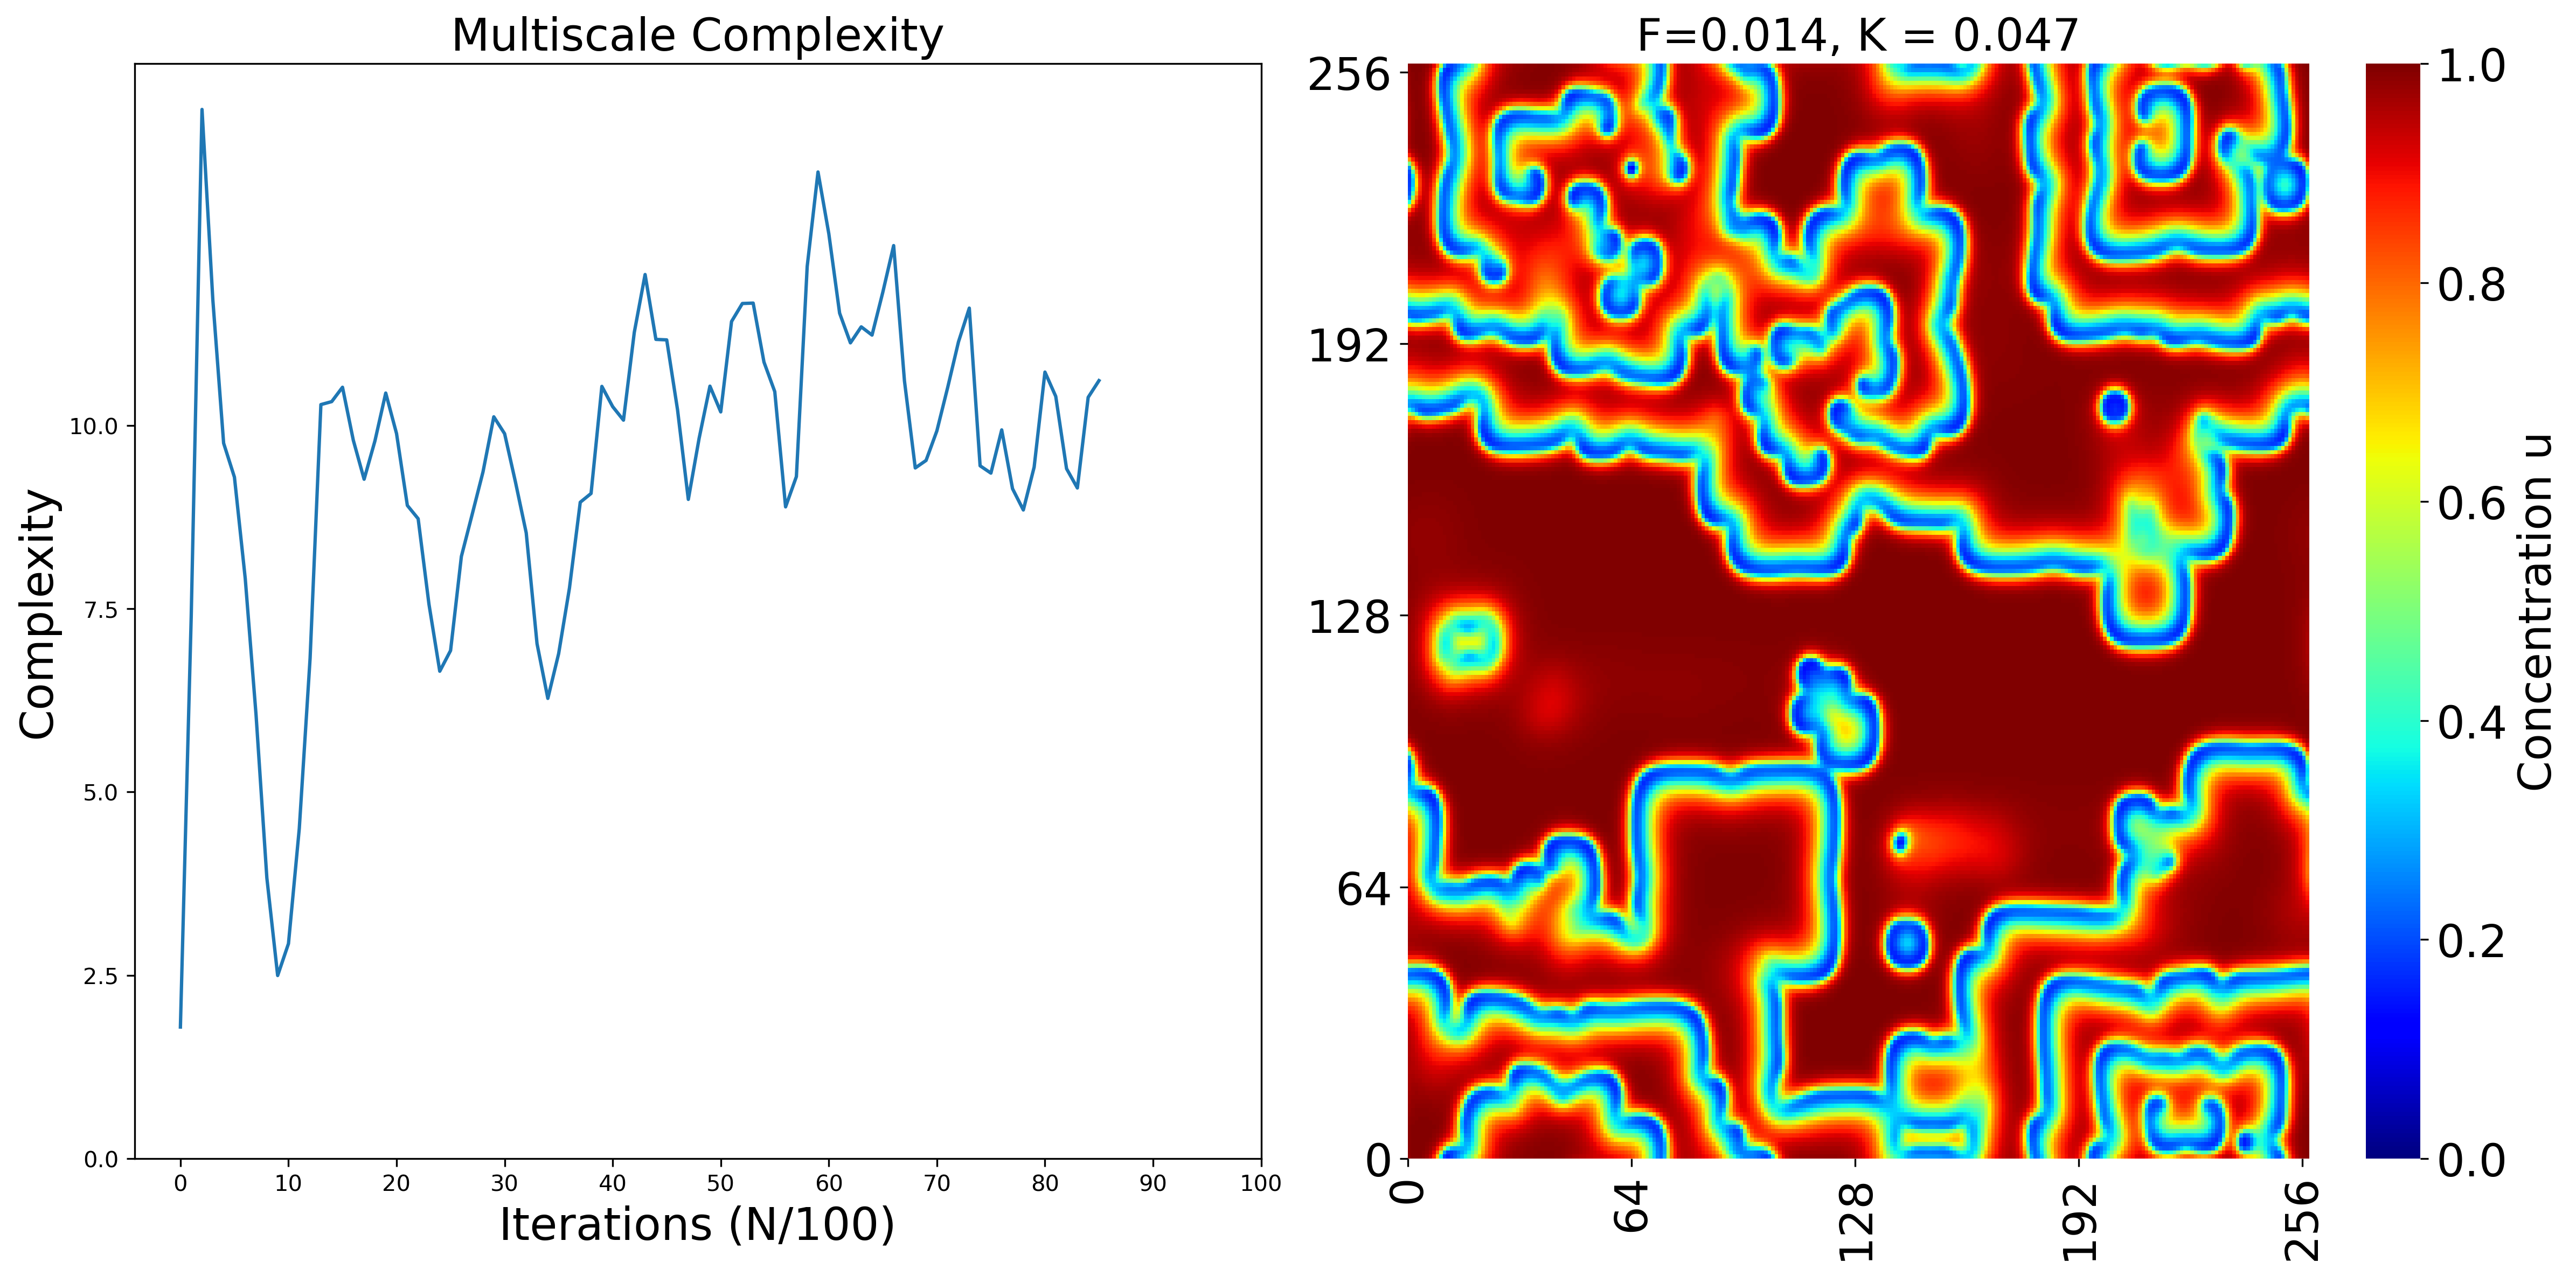 Multiscale Complexity
10.0
7.5
5.0
2.5
0.0
Complexity
0 10 20 30 40 50 60 70 80 90 100
Iterations (N/100)
F=0.014, K = 0.047
256
192
128
64
0
0 64 128 192 256
1.0
0.8
0.6
0.4
0.2
0.0
Concentration u